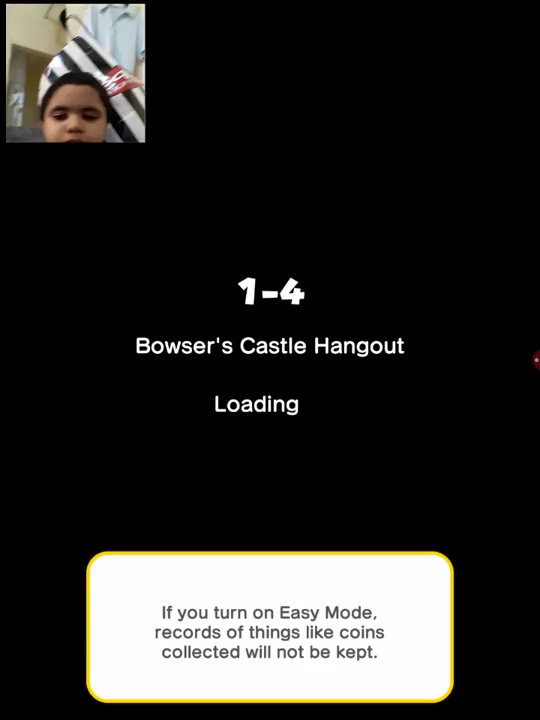 1-4
Bowser's Castle Hangout
Loading
If you turn on Easy Mode,
records of things like coins
collected will not be kept.